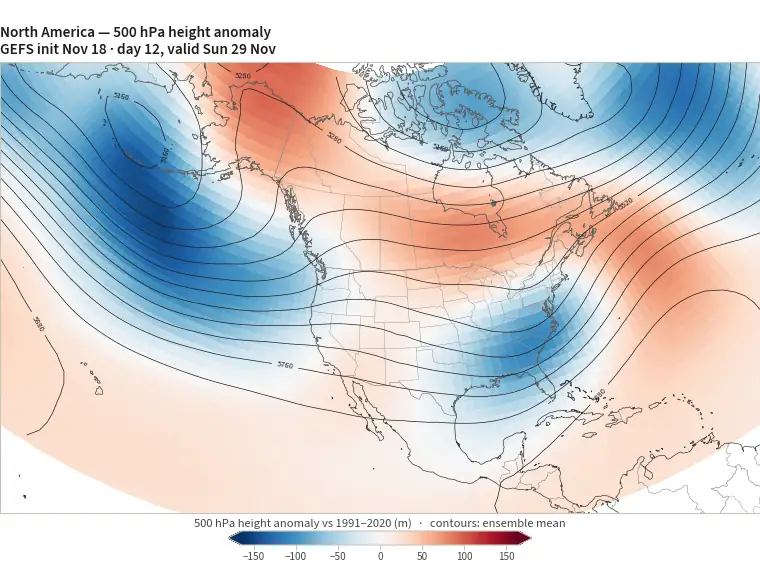 North America — 500 hPa height anomaly
GEFS init Nov 18 · day 12, valid Sun 29 Nov
5280
5160
5160
5280
5160
5520
5880
5760
500 hPa height anomaly vs 1991–2020 (m) · contours: ensemble mean
−150 −100 −50 0 50 100 150